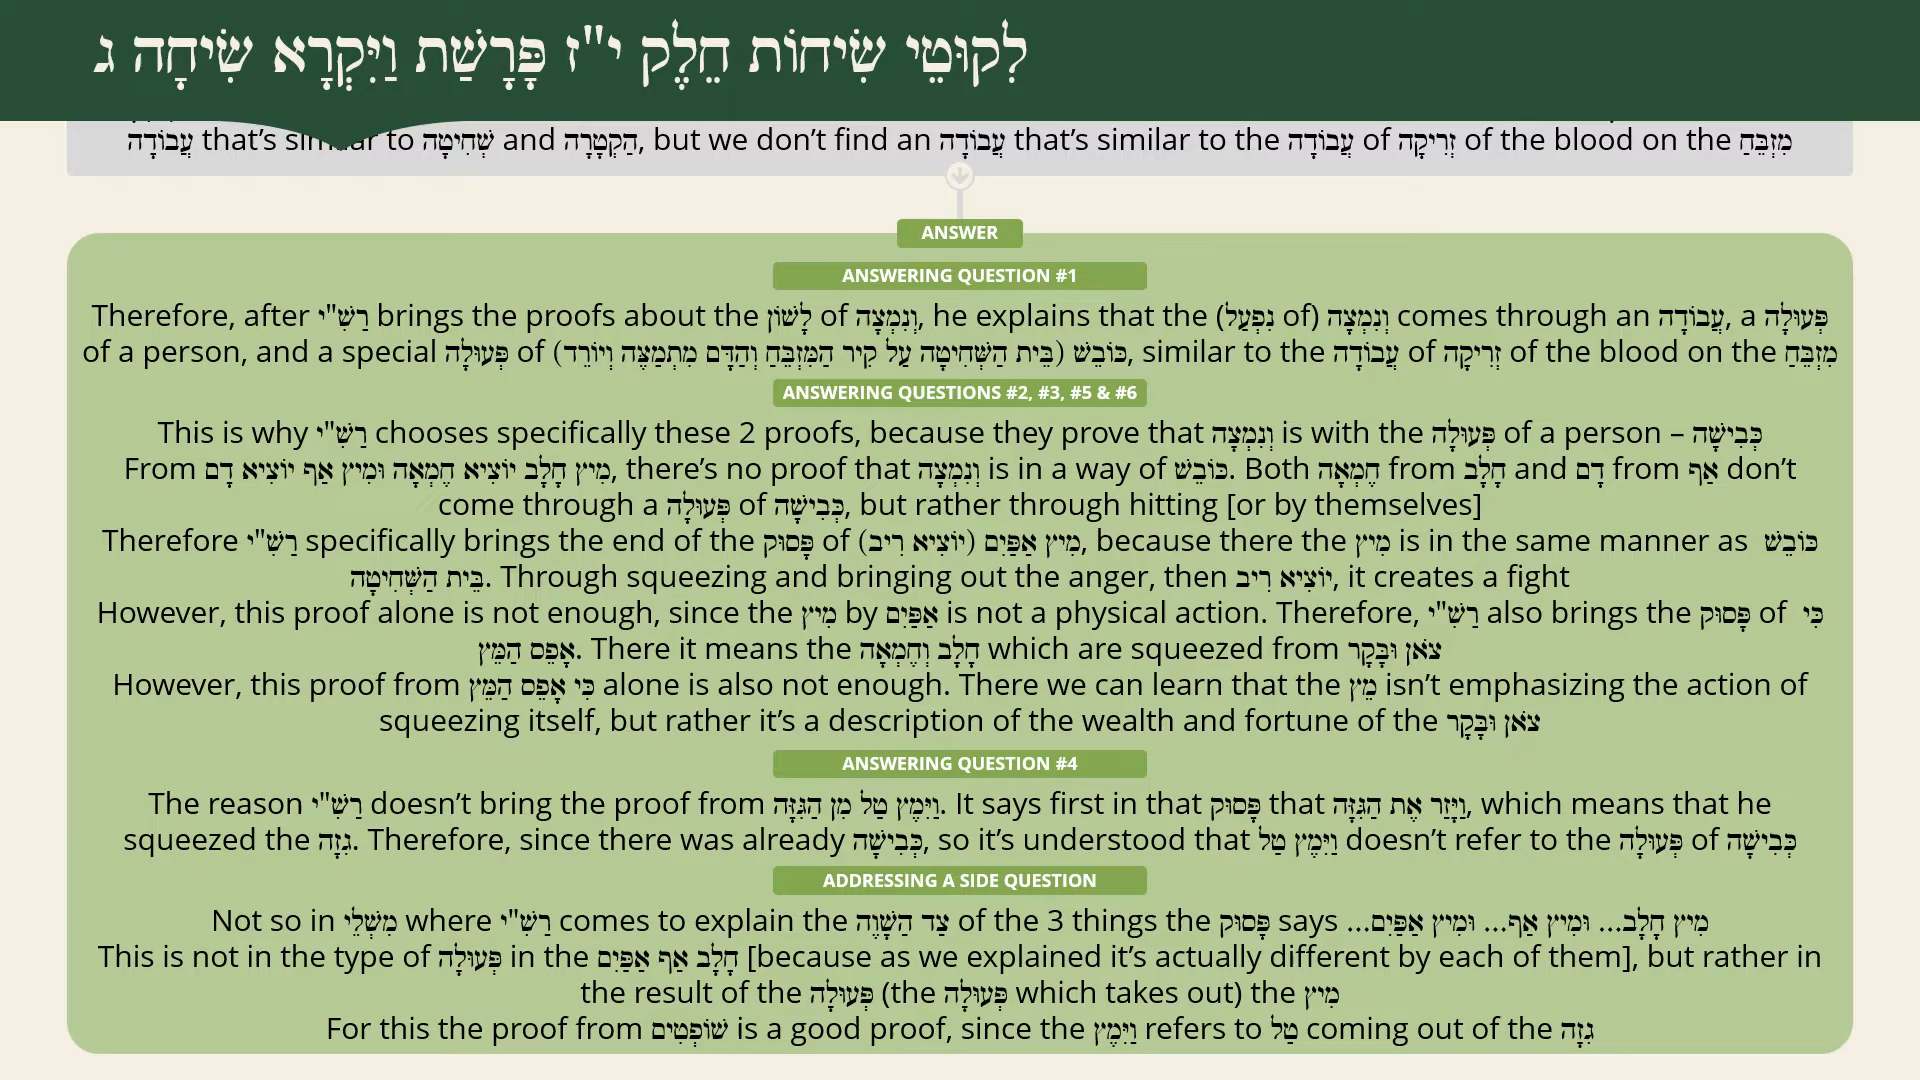 לִקוּטֵי שִׂיחוֹת חֵלֶק י"ז פָּרָשַׁת וַיִּקְרָא שִׂיחָה ג
עֲבוֹדָה that's similar to שְׁחִיטָה and הַקְטָרָה, but we don't find an עֲבוֹדָה that's similar to the עֲבוֹדָה of זְרִיקָה of the blood on the מִזְבֵּחַ
ANSWER
ANSWERING QUESTION #1
Therefore, after רַשִׁ"י brings the proofs about the לָשׁוֹן of וְנִמְצָה, he explains that the (נִפְעַל of) וְנִמְצָה comes through an עֲבוֹדָה, a פְּעוּלָה
of a person, and a special פְּעוּלָה of כּוֹבֵשׁ (בֵּית הַשְּׁחִיטָה עַל קִיר הַמִּזְבֵּחַ וְהַדָּם מִתְמַצֶּה וְיוֹרֵד), similar to the עֲבוֹדָה of זְרִיקָה of the blood on the מִזְבֵּחַ
ANSWERING QUESTIONS #2, #3, #5 & #6
This is why רַשִׁ"י chooses specifically these 2 proofs, because they prove that וְנִמְצָה is with the פְּעוּלָה of a person – כְּבִישָׁה
From מִיץ חָלָב יוֹצִיא חֶמְאָה וּמִיץ אַף יוֹצִיא דָם, there's no proof that וְנִמְצָה is in a way of כּוֹבֵשׁ. Both חֶמְאָה from חָלָב and דָם from אַף don't
come through a פְּעוּלָה of כְּבִישָׁה, but rather through hitting [or by themselves]
Therefore רַשִׁ"י specifically brings the end of the פָּסוּק of מִיץ אַפַּיִם (יוֹצִיא רִיב), because there the מִיץ is in the same manner as כּוֹבֵשׁ
בֵּית הַשְּׁחִיטָה. Through squeezing and bringing out the anger, then יוֹצִיא רִיב, it creates a fight
However, this proof alone is not enough, since the מִיץ by אַפַּיִם is not a physical action. Therefore, רַשִׁ"י also brings the פָּסוּק of כִּי
אָפֵס הַמֵּץ. There it means the חָלָב וְחֶמְאָה which are squeezed from צֹאן וּבָקָר
However, this proof from כִּי אָפֵס הַמֵּץ alone is also not enough. There we can learn that the מֵץ isn't emphasizing the action of
squeezing itself, but rather it's a description of the wealth and fortune of the צֹאן וּבָקָר
ANSWERING QUESTION #4
The reason רַשִׁ"י doesn't bring the proof from וַיִּמֶץ טַל מִן הַגִּזָּה. It says first in that פָּסוּק that וַיָּזַר אֶת הַגִּזָּה, which means that he
squeezed the גִזָּה. Therefore, since there was already כְּבִישָׁה, so it's understood that וַיִּמֶץ טַל doesn't refer to the פְּעוּלָה of כְּבִישָׁה
ADDRESSING A SIDE QUESTION
Not so in מִשְׁלֵי where רַשִׁ"י comes to explain the צַד הַשָּׁוֶה of the 3 things the פָּסוּק says מִיץ חָלָב... וּמִיץ אַף... וּמִיץ אַפַּיִם...
This is not in the type of פְּעוּלָה in the חָלָב אַף אַפַּיִם [because as we explained it's actually different by each of them], but rather in
the result of the פְּעוּלָה (the פְּעוּלָה which takes out) the מִיץ
For this the proof from שׁוֹפְטִים is a good proof, since the וַיִּמֶץ refers to טַל coming out of the גִזָּה